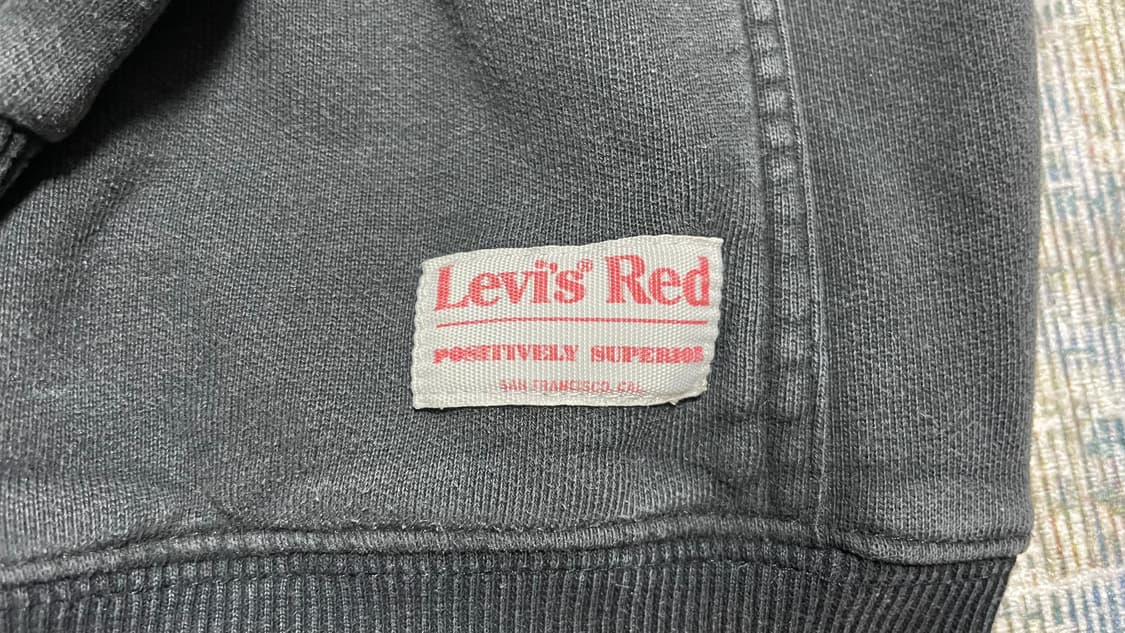 Levi's® Red
POSITIVELY SUPERIOR
SAN FRANCISCO, CAL.